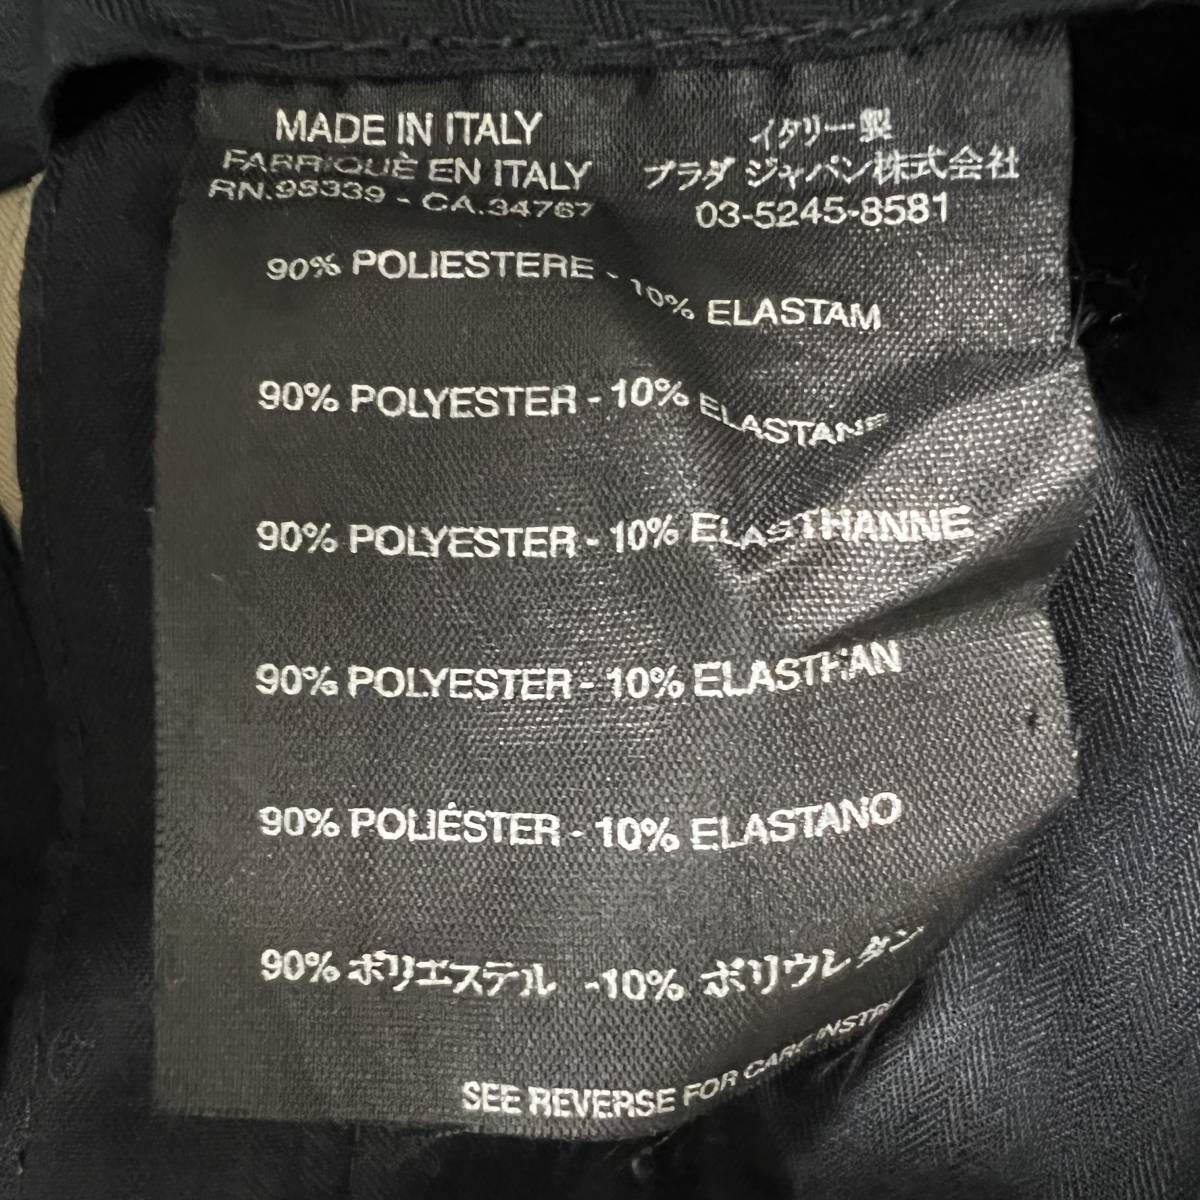 MADE IN ITALY
FABRIQUÈ EN ITALY
RN.98339 - CA.34767
イタリー製
プラダ ジャパン株式会社
03-5245-8581
90% POLIESTERE - 10% ELASTAM
90% POLYESTER - 10% ELASTANE
90% POLYESTER - 10% ELASTHANNE
90% POLYESTER - 10% ELASTHAN
90% POLIÉSTER - 10% ELASTANO
90% ポリエステル -10% ポリウレタン
SEE REVERSE FOR CARE INSTR